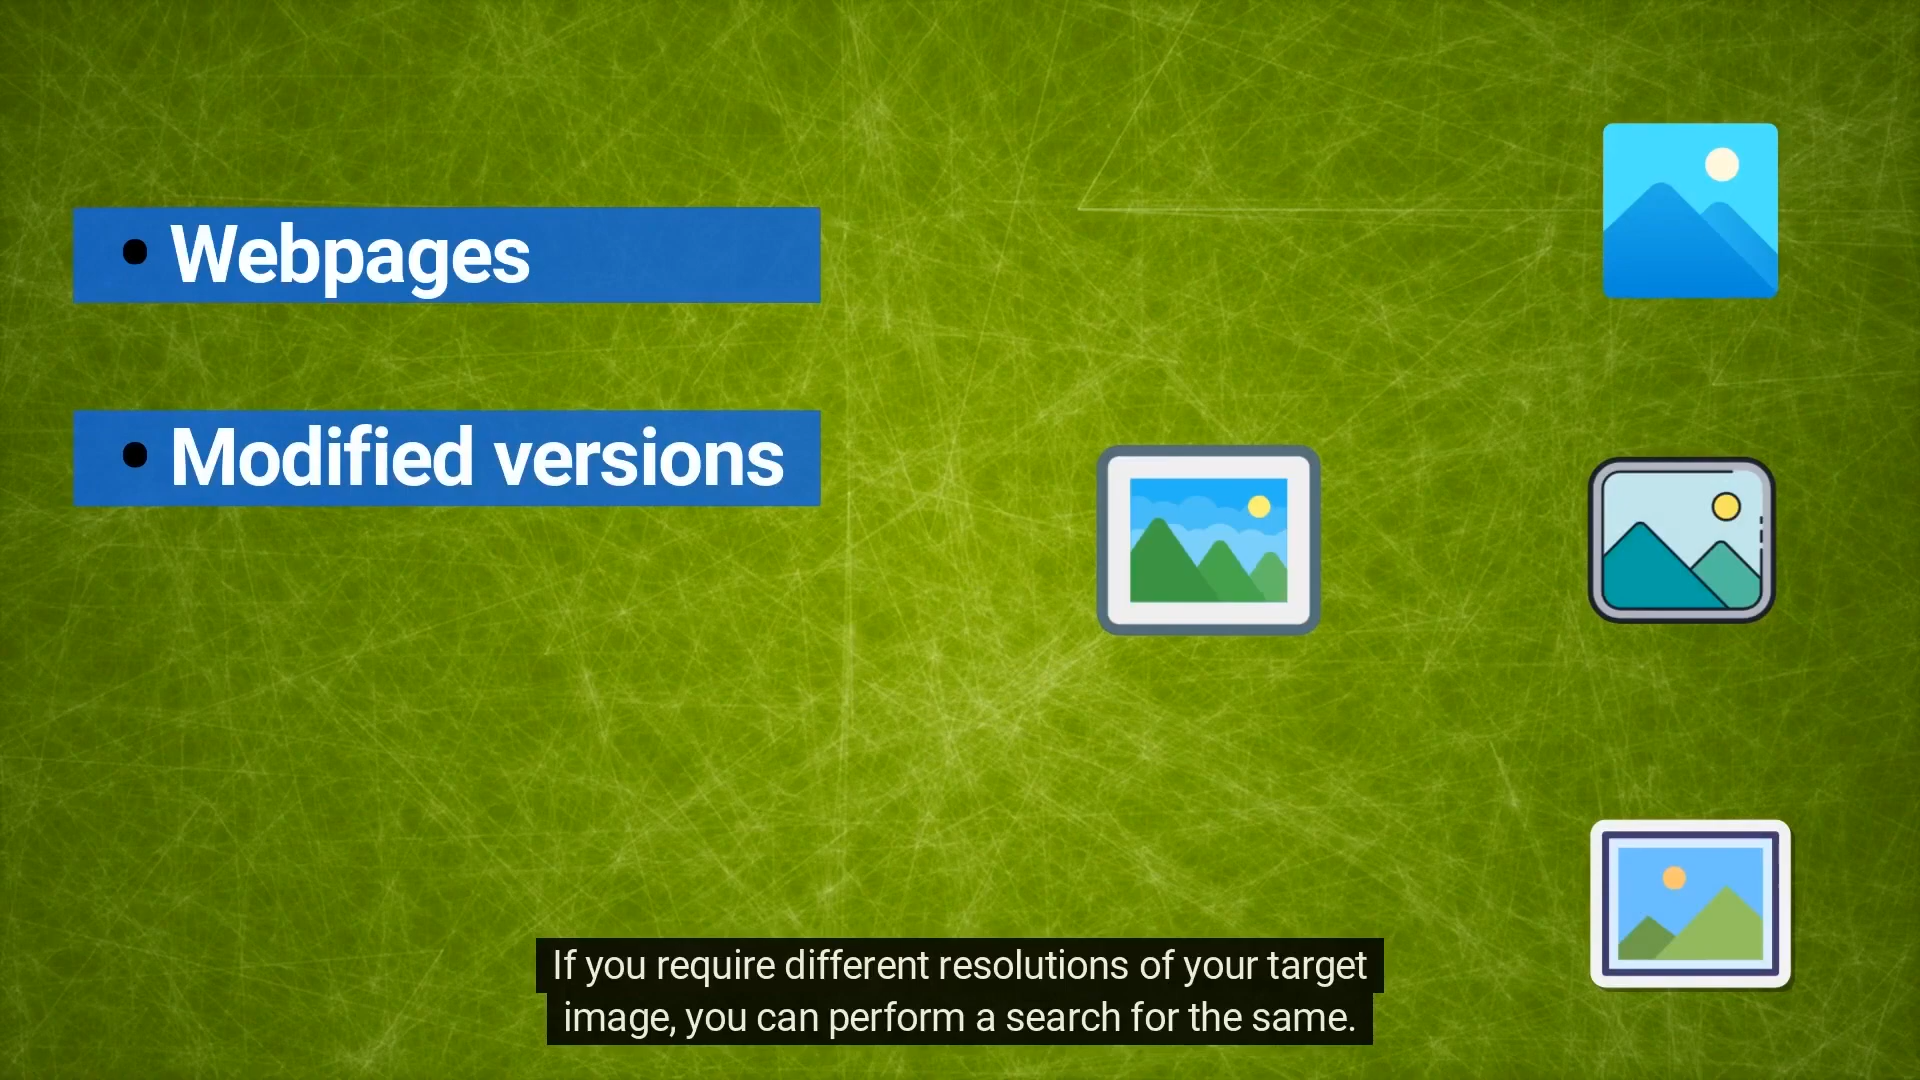 • Webpages
• Modified versions
If you require different resolutions of your target
image, you can perform a search for the same.